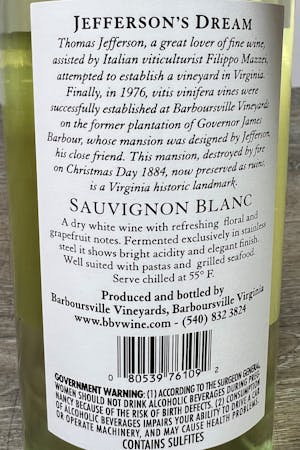 JEFFERSON'S DREAM
Thomas Jefferson, a great lover of fine wine,
assisted by Italian viticulturist Filippo Mazzei,
attempted to establish a vineyard in Virginia.
Finally, in 1976, vitis vinifera vines were
successfully established at Barboursville Vineyards
on the former plantation of Governor James
Barbour, whose mansion was designed by Jefferson,
his close friend. This mansion, destroyed by fire
on Christmas Day 1884, now preserved as ruins,
is a Virginia historic landmark.
SAUVIGNON BLANC
A dry white wine with refreshing floral and
grapefruit notes. Fermented exclusively in stainless
steel it shows bright acidity and elegant finish.
Well suited with pastas and grilled seafood.
Serve chilled at 55° F.
Produced and bottled by
Barboursville Vineyards, Barboursville Virginia
www.bbvwine.com - (540) 832 3824
0 80539 76109 2
GOVERNMENT WARNING: (1) ACCORDING TO THE SURGEON GENERAL,
WOMEN SHOULD NOT DRINK ALCOHOLIC BEVERAGES DURING PREG-
NANCY BECAUSE OF THE RISK OF BIRTH DEFECTS. (2) CONSUMPTION
OF ALCOHOLIC BEVERAGES IMPAIRS YOUR ABILITY TO DRIVE A CAR
OR OPERATE MACHINERY, AND MAY CAUSE HEALTH PROBLEMS.
CONTAINS SULFITES